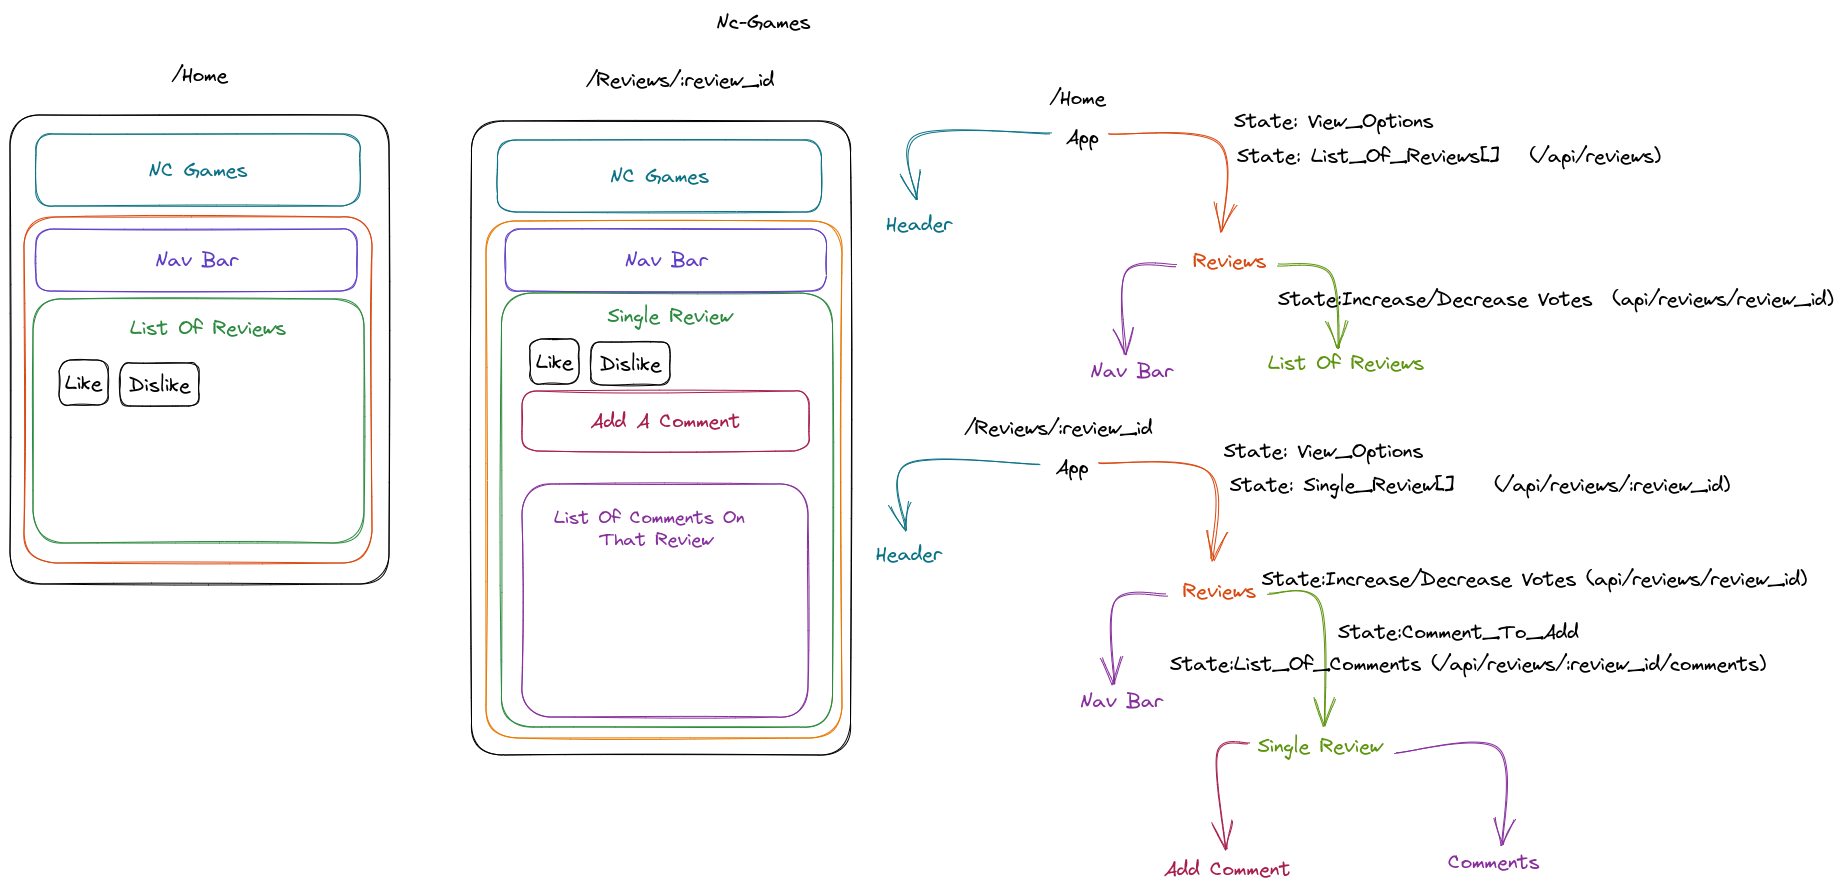 Nc-Games
/Home
NC Games
Nav Bar
List Of Reviews
Like
Dislike
/Reviews/:review_id
NC Games
Nav Bar
Single Review
Like
Dislike
Add A Comment
List Of Comments On
That Review
/Home
App
State: View_Options
State: List_Of_Reviews[] (/api/reviews)
Header
Reviews
State:Increase/Decrease Votes (api/reviews/review_id)
Nav Bar
List Of Reviews
/Reviews/:review_id
App
State: View_Options
State: Single_Review[] (/api/reviews/:review_id)
Header
Reviews
State:Increase/Decrease Votes (api/reviews/review_id)
State:Comment_To_Add
State:List_Of_Comments (/api/reviews/:review_id/comments)
Nav Bar
Single Review
Add Comment
Comments